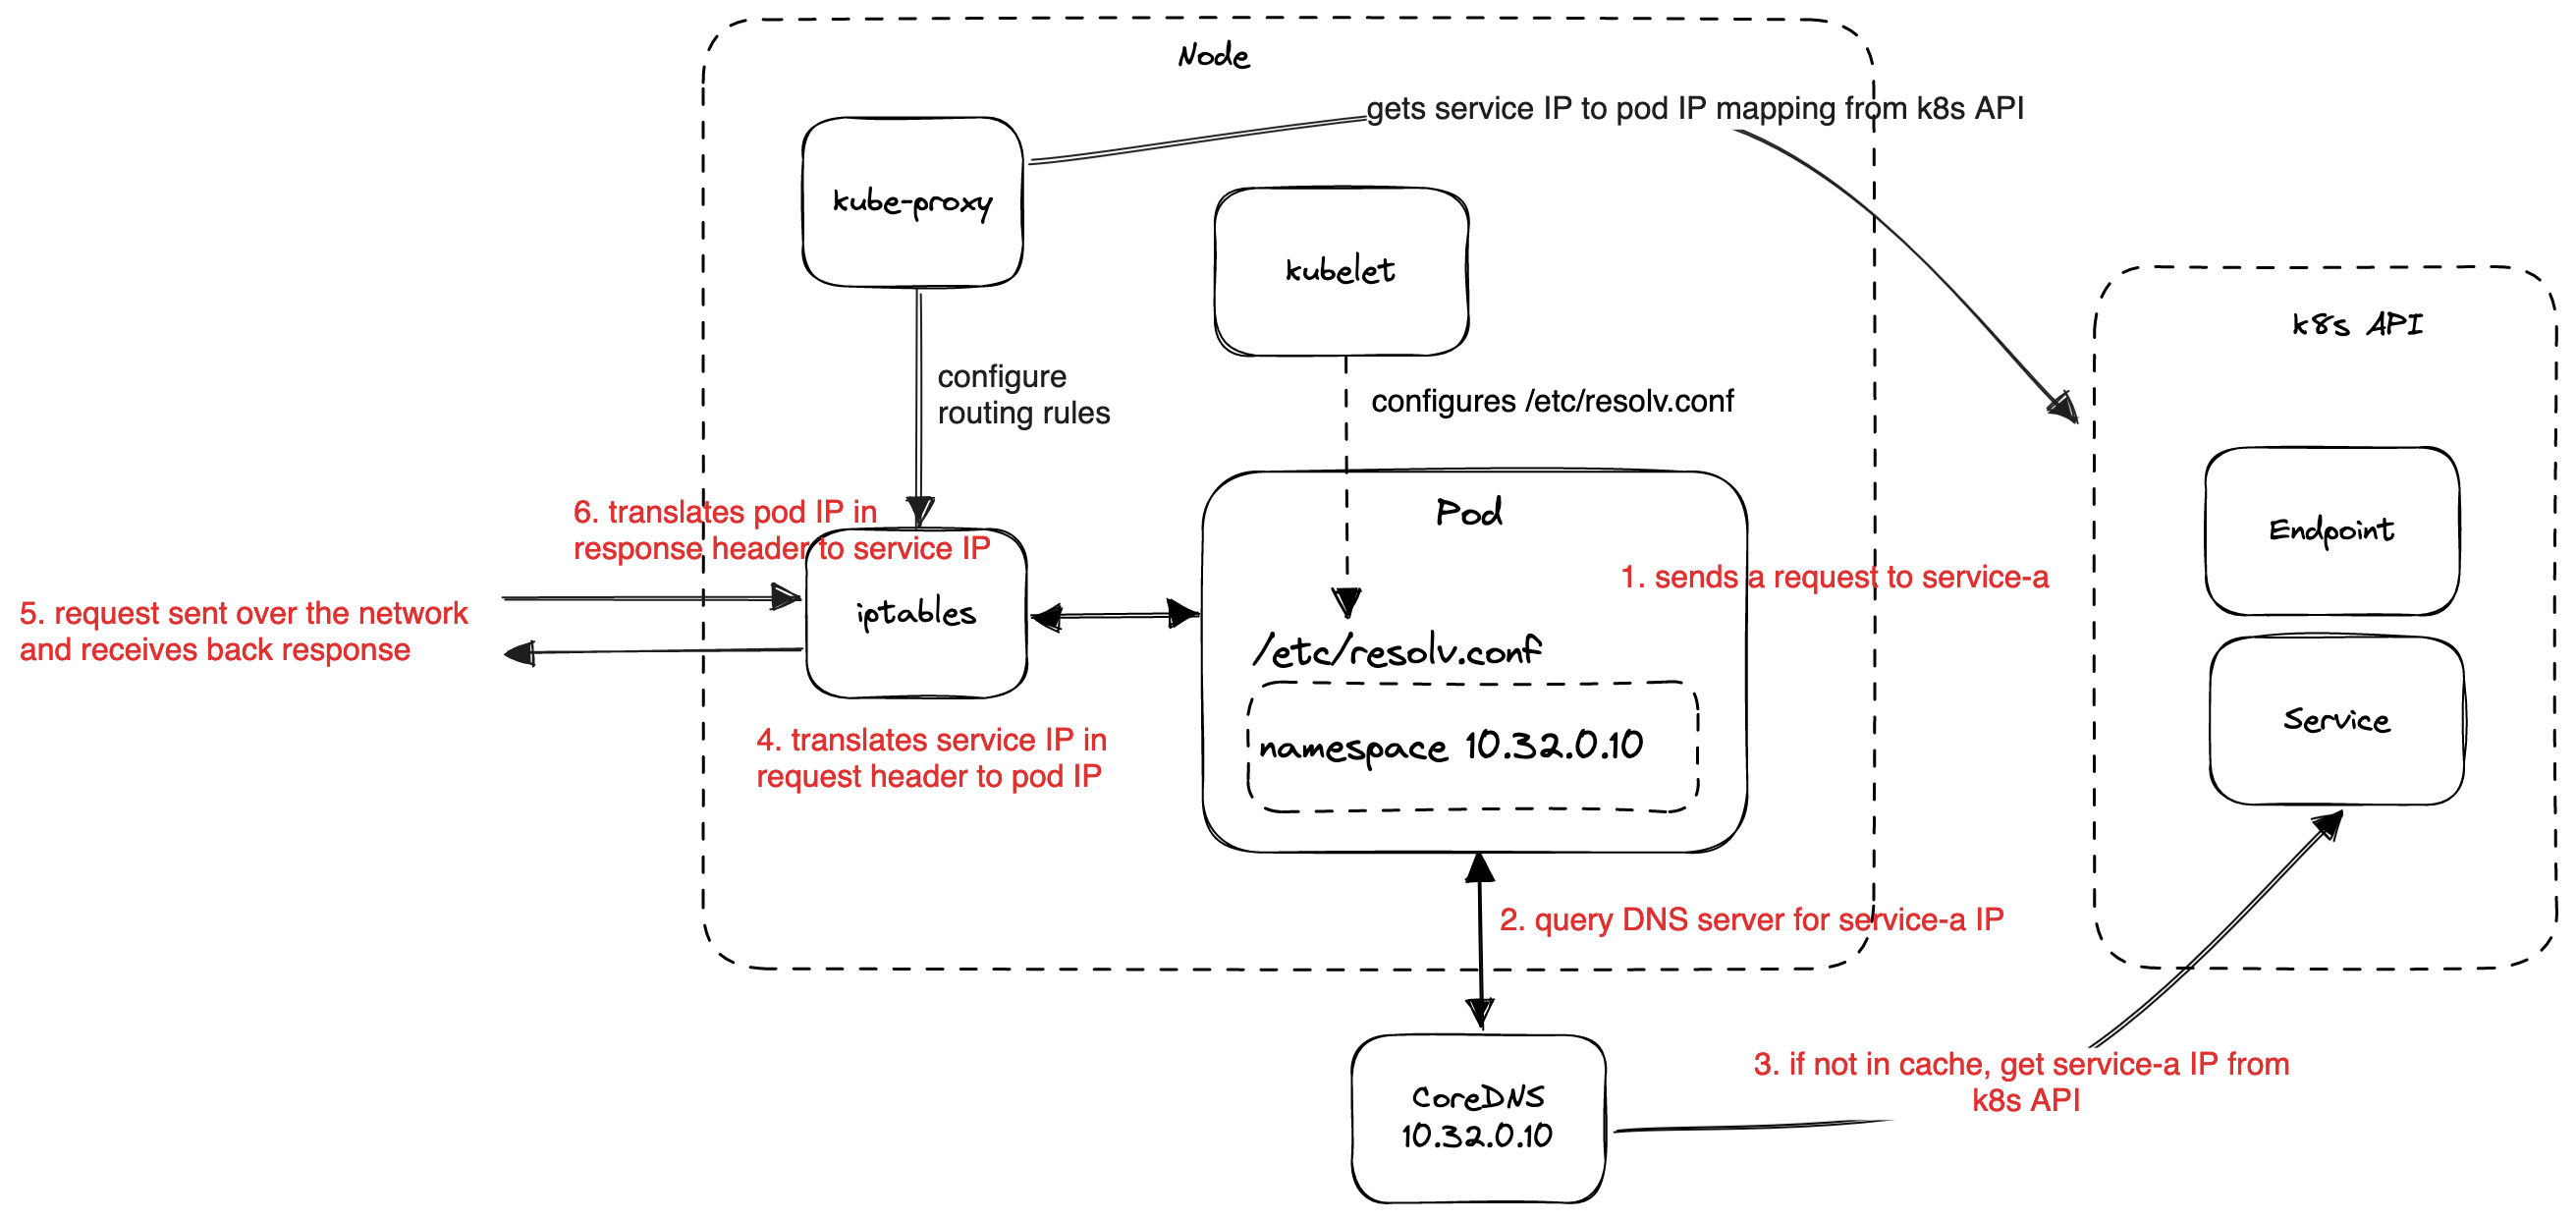 Node
gets service IP to pod IP mapping from k8s API
kube-proxy
kubelet
k8s API
configure
routing rules
configures /etc/resolv.conf
6. translates pod IP in
response header to service IP
Pod
Endpoint
1. sends a request to service-a
5. request sent over the network
and receives back response
iptables
/etc/resolv.conf
Service
4. translates service IP in
request header to pod IP
namespace 10.32.0.10
2. query DNS server for service-a IP
3. if not in cache, get service-a IP from
k8s API
CoreDNS
10.32.0.10